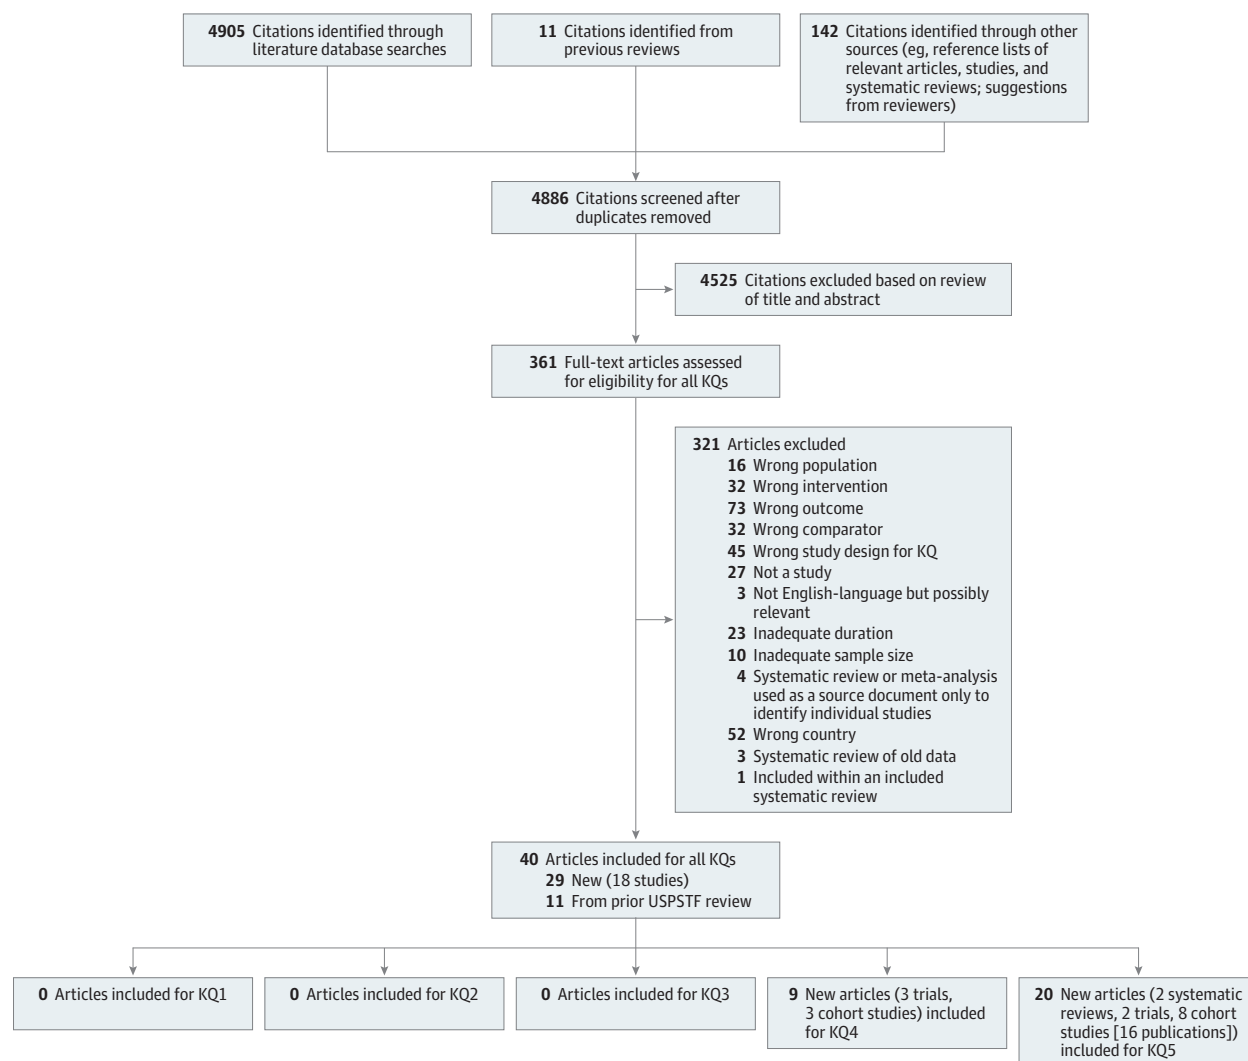 4905 Citations identified through
literature database searches
11 Citations identified from
previous reviews
142 Citations identified through other
sources (eg, reference lists of
relevant articles, studies, and
systematic reviews; suggestions
from reviewers)
4886 Citations screened after
duplicates removed
4525 Citations excluded based on review
of title and abstract
361 Full-text articles assessed
for eligibility for all KQs
321 Articles excluded
16 Wrong population
32 Wrong intervention
73 Wrong outcome
32 Wrong comparator
45 Wrong study design for KQ
27 Not a study
3 Not English-language but possibly
relevant
23 Inadequate duration
10 Inadequate sample size
4 Systematic review or meta-analysis
used as a source document only to
identify individual studies
52 Wrong country
3 Systematic review of old data
1 Included within an included
systematic review
40 Articles included for all KQs
29 New (18 studies)
11 From prior USPSTF review
0 Articles included for KQ1
0 Articles included for KQ2
0 Articles included for KQ3
9 New articles (3 trials,
3 cohort studies) included
for KQ4
20 New articles (2 systematic
reviews, 2 trials, 8 cohort
studies [16 publications])
included for KQ5